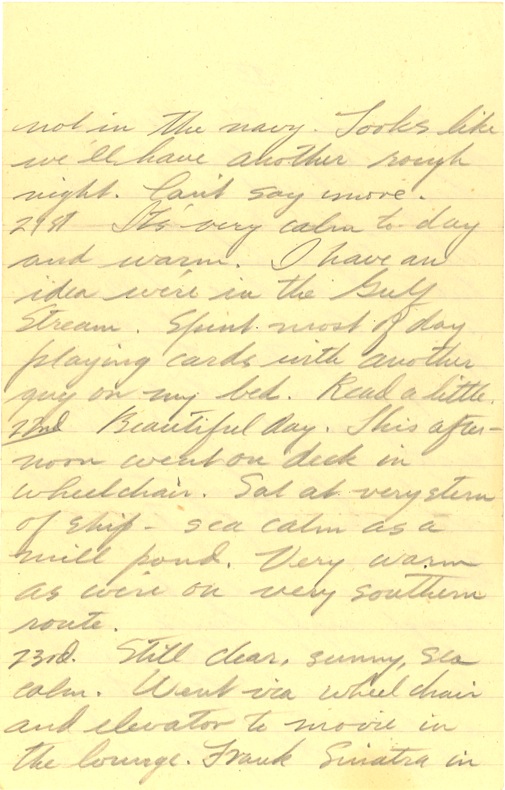 not in the navy. Looks like
we'll have another rough
night. Can't say more.
21st It's very calm to-day
and warm. I have an
idea we're in the Gulf
Stream. Spent most of day
playing cards with another
guy on my bed. Read a little.
22nd Beautiful day. This after-
noon went on deck in
wheelchair. Sat at very stern
of ship - sea calm as a
mill pond. Very warm
as we're on very southern
route.
23rd. Still clear, sunny, sea
calm. Went via wheel chair
and elevator to movie in
the lounge. Frank Sinatra in